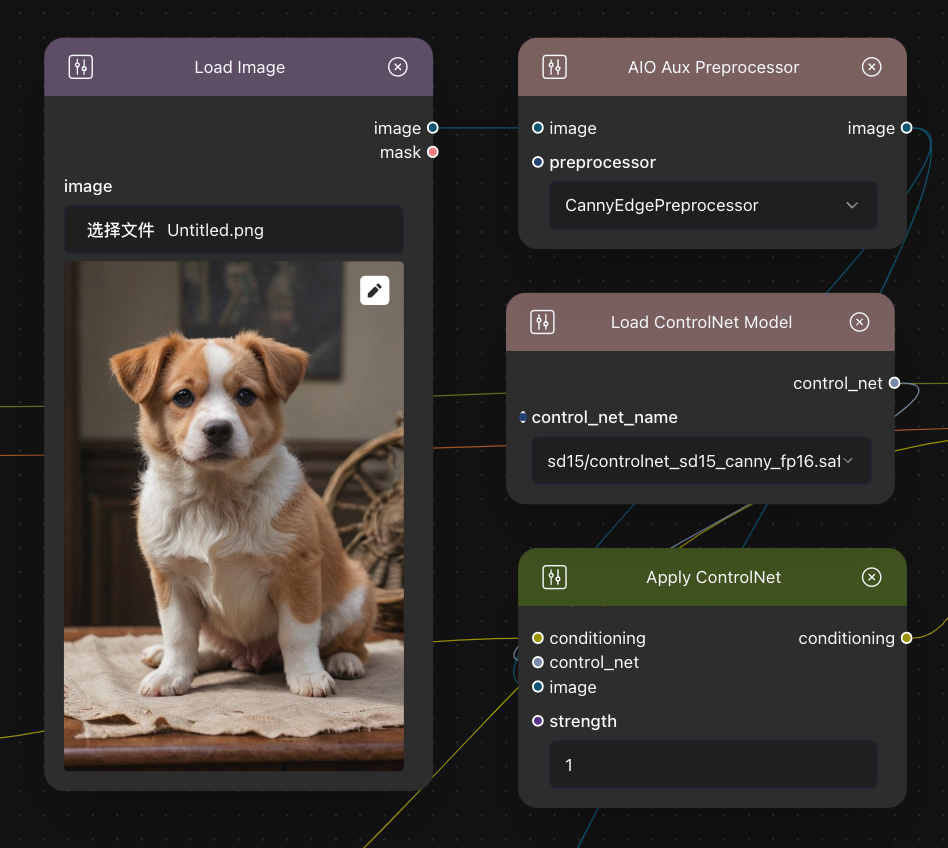 Load Image
image
mask
image
选择文件 Untitled.png
AIO Aux Preprocessor
image
image
preprocessor
CannyEdgePreprocessor
Load ControlNet Model
control_net
control_net_name
sd15/controlnet_sd15_canny_fp16.saf
Apply ControlNet
conditioning
conditioning
control_net
image
strength
1